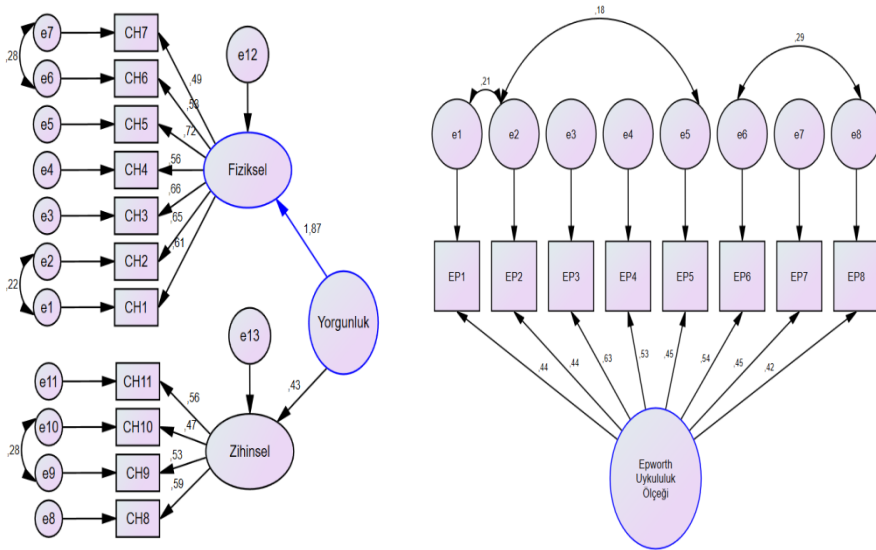 e7
CH7
,28
e6
CH6
e5
CH5
e4
CH4
e3
CH3
e2
CH2
,22
e1
CH1
,49
,53
,72
,56
,66
,65
,61
e12
Fiziksel
1,87
Yorgunluk
,43
e13
Zihinsel
e11
CH11
e10
CH10
,28
e9
CH9
e8
CH8
,56
,47
,53
,59
,18
,29
,21
e1
e2
e3
e4
e5
e6
e7
e8
EP1
EP2
EP3
EP4
EP5
EP6
EP7
EP8
,44
,44
,63
,53
,45
,54
,45
,42
Epworth
Uykululuk
Ölçeği